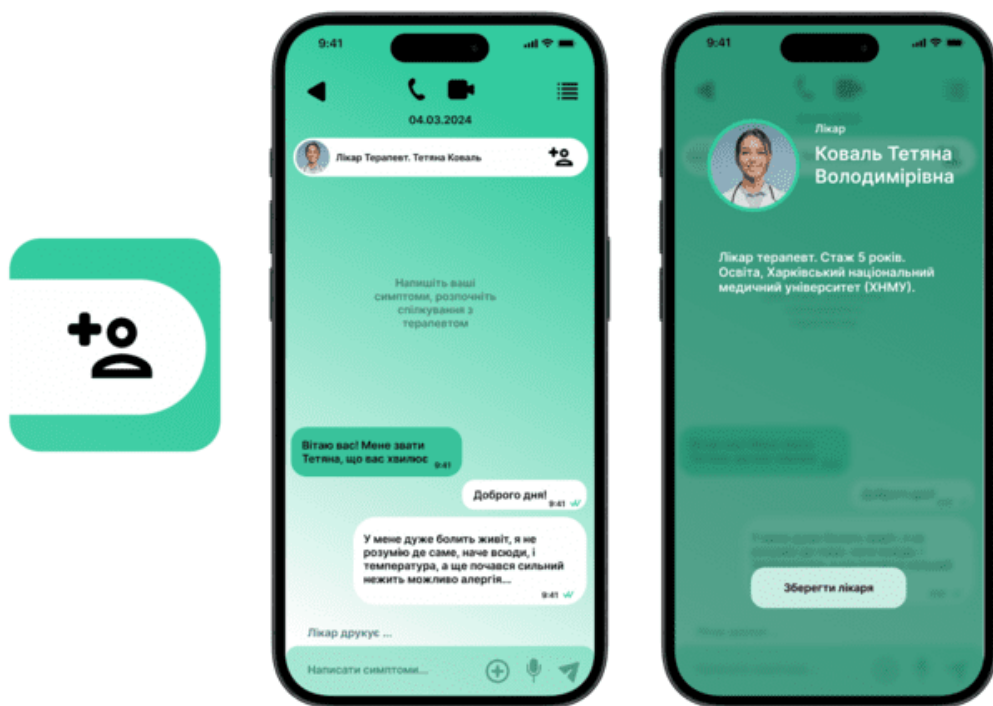 9:41
04.03.2024
Лікар Терапевт. Тетяна Коваль
Напишіть ваші
симптоми, розпочніть
спілкування з
терапевтом
Вітаю вас! Мене звати
Тетяна, що вас хвилює
9:41
Доброго дня!
9:41
У мене дуже болить живіт, я не
розумію де саме, наче всюди, і
температура, а ще почався сильний
нежить можливо алергія...
9:41
Лікар друкує ...
Написати симптоми...
9:41
Лікар
Коваль Тетяна
Володимирівна
Лікар терапевт. Стаж 5 років.
Освіта, Харківський національний
медичний університет (ХНМУ).
Зберегти лікаря